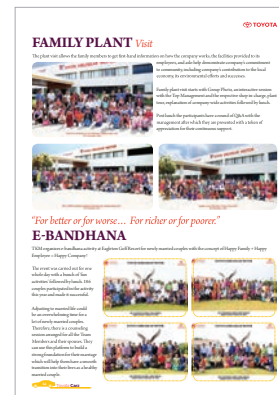 TOYOTA
FAMILY PLANT Visit
The plant visit allows the family members to get first-hand information on how the company works, the facilities provided to its
employees, and also help demonstrate company's commitment
to community, including company's contribution to the local
economy, its environmental efforts and successes.
Family plant visit starts with Group Photo, an interactive session
with the Top Management and the respective shop in-charge, plant
tour, explanation of company-wide activities followed by lunch.
Post lunch the participants have a round of Q&A with the
management after which they are presented with a token of
appreciation for their continuous support.
"For better or for worse… For richer or for poorer."
E-BANDHANA
TKM organizes e-bandhana activity at Eagleton Golf Resort for newly married couples with the concept of Happy Family = Happy
Employee = Happy Company!
The event was carried out for one
whole day with a bunch of 'fun
activities' followed by lunch. 186
couples participated in the activity
this year and made it successful.
Adjusting to married life could
be an overwhelming time for a
lot of newly married couples.
Therefore, there is a counseling
session arranged for all the Team
Members and their spouses. They
can use this platform to build a
strong foundation for their marriage
which will help them have a smooth
transition into their lives as a healthy
married couple.